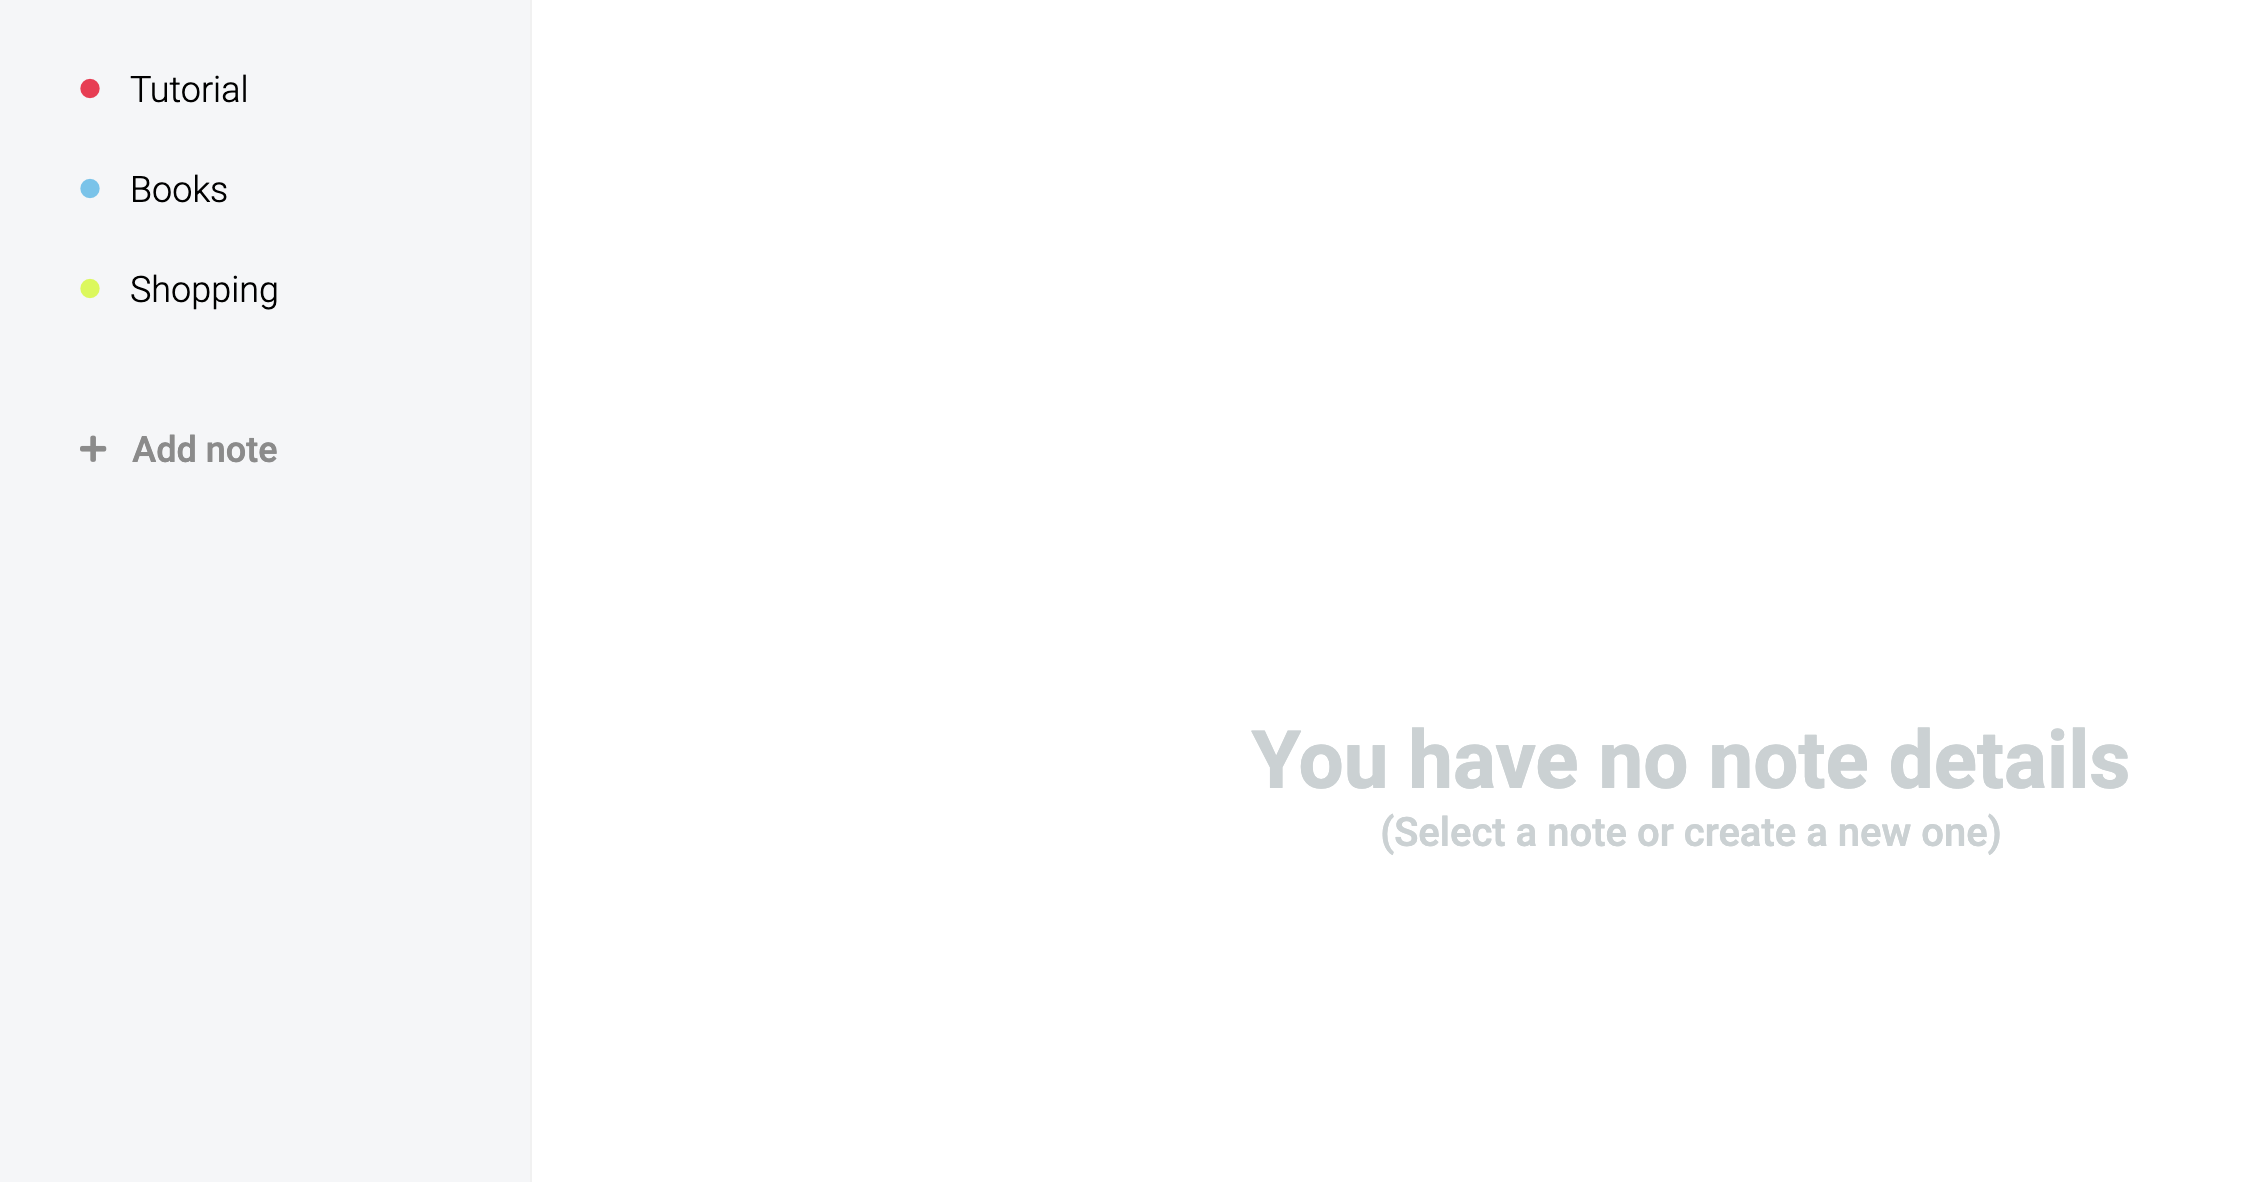 Tutorial
Books
Shopping
+ Add note
You have no note details
(Select a note or create a new one)